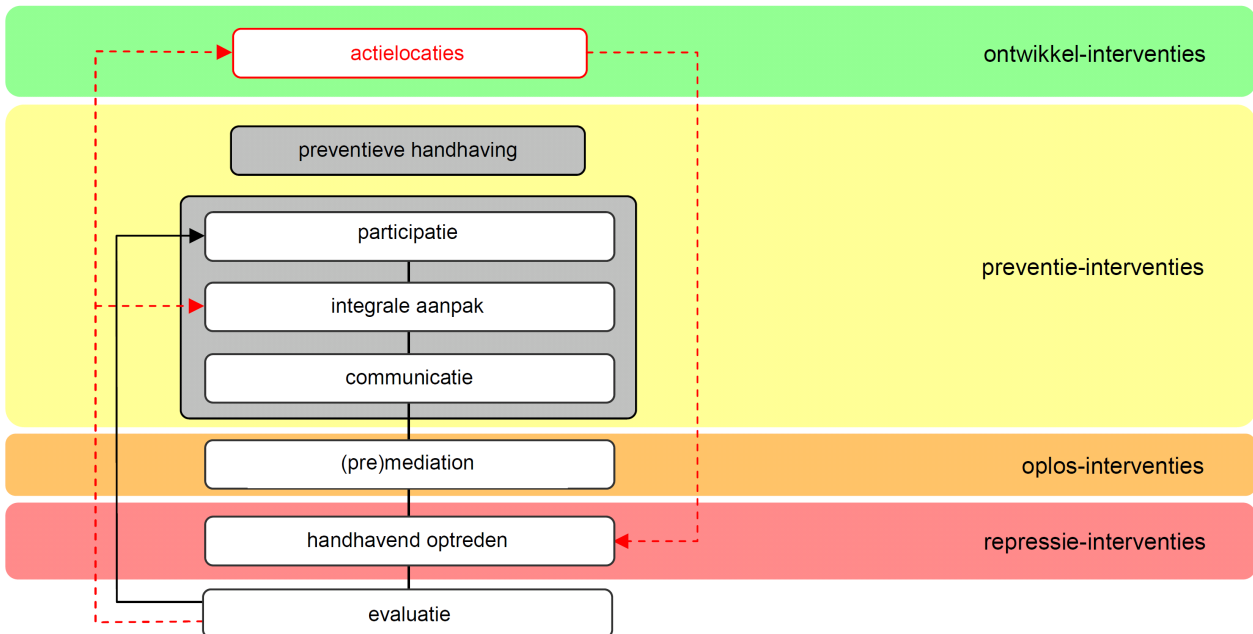 actielocaties
ontwikkel-interventies
preventieve handhaving
participatie
preventie-interventies
integrale aanpak
communicatie
(pre)mediation
oplos-interventies
handhavend optreden
repressie-interventies
evaluatie